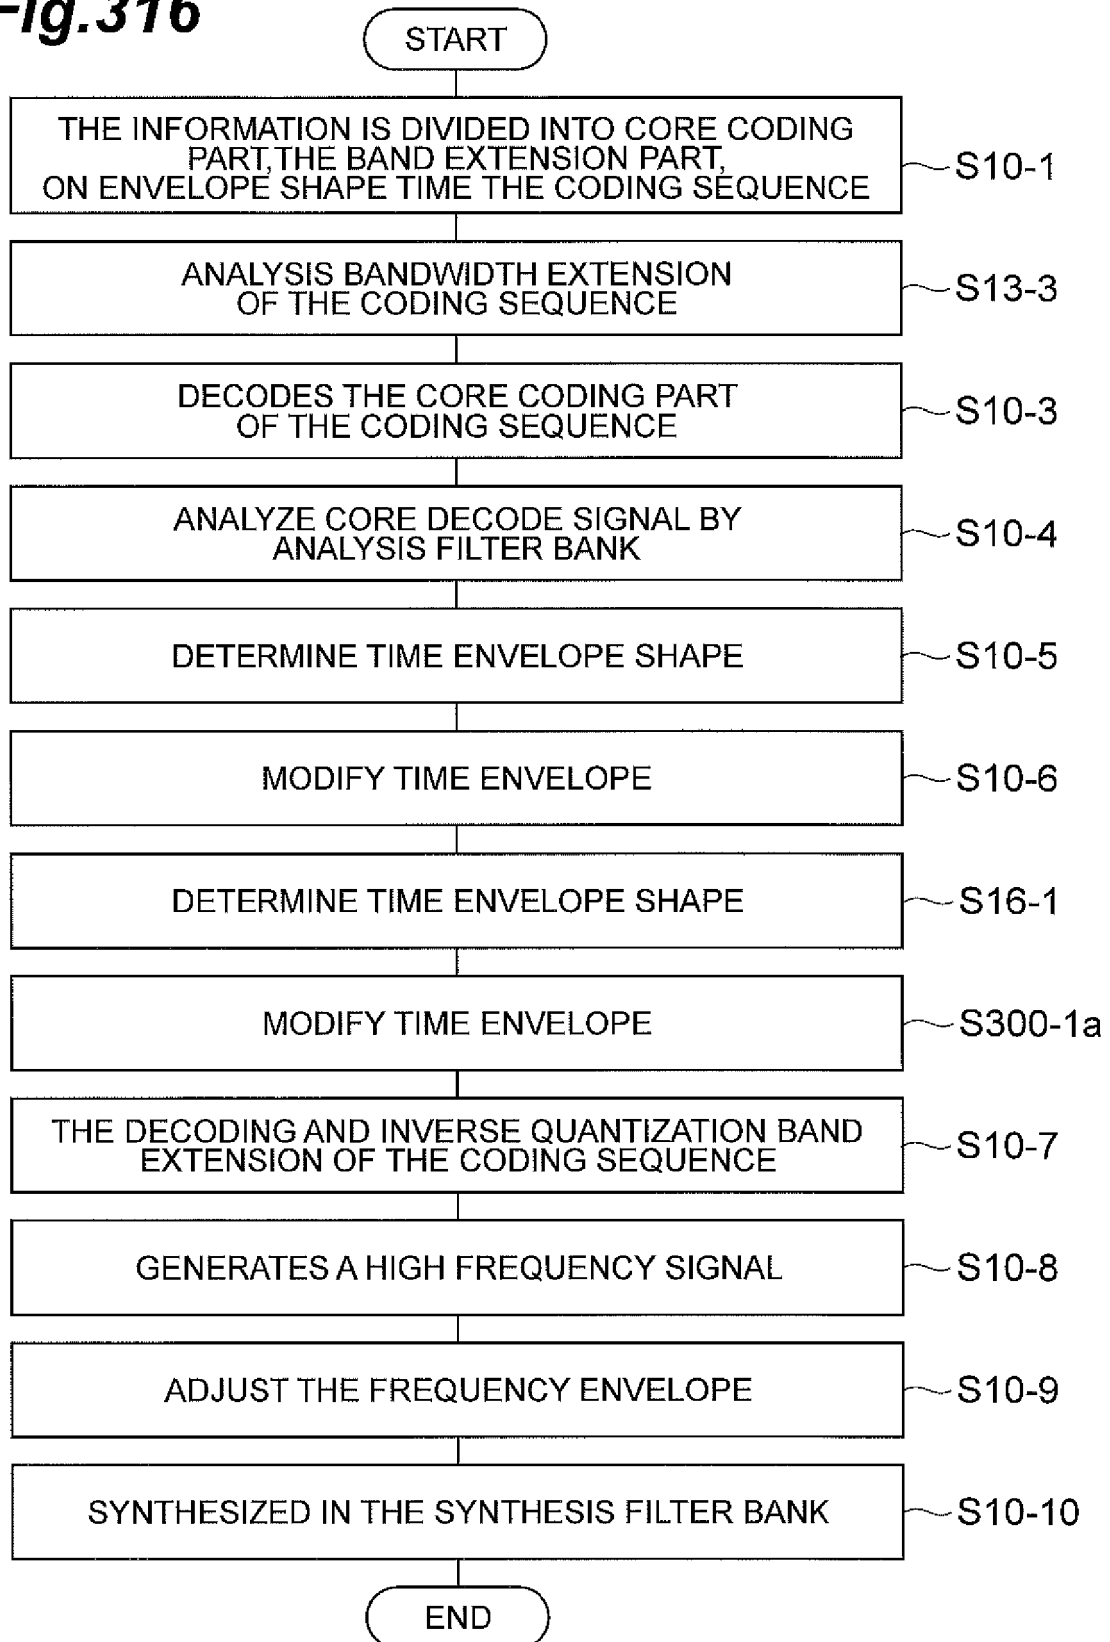 Fig.316
START
THE INFORMATION IS DIVIDED INTO CORE CODING
PART,THE BAND EXTENSION PART,
ON ENVELOPE SHAPE TIME THE CODING SEQUENCE
S10-1
ANALYSIS BANDWIDTH EXTENSION
OF THE CODING SEQUENCE
S13-3
DECODES THE CORE CODING PART
OF THE CODING SEQUENCE
S10-3
ANALYZE CORE DECODE SIGNAL BY
ANALYSIS FILTER BANK
S10-4
DETERMINE TIME ENVELOPE SHAPE
S10-5
MODIFY TIME ENVELOPE
S10-6
DETERMINE TIME ENVELOPE SHAPE
S16-1
MODIFY TIME ENVELOPE
S300-1a
THE DECODING AND INVERSE QUANTIZATION BAND
EXTENSION OF THE CODING SEQUENCE
S10-7
GENERATES A HIGH FREQUENCY SIGNAL
S10-8
ADJUST THE FREQUENCY ENVELOPE
S10-9
SYNTHESIZED IN THE SYNTHESIS FILTER BANK
S10-10
END